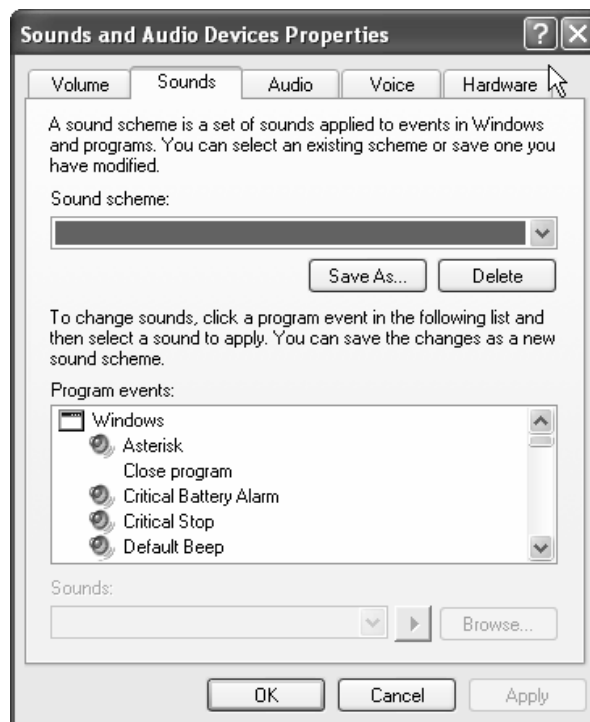 Sounds and Audio Devices Properties
Volume Sounds Audio Voice Hardware
A sound scheme is a set of sounds applied to events in Windows
and programs. You can select an existing scheme or save one you
have modified.
Sound scheme:
Save As... Delete
To change sounds, click a program event in the following list and
then select a sound to apply. You can save the changes as a new
sound scheme.
Program events:
Windows
Asterisk
Close program
Critical Battery Alarm
Critical Stop
Default Beep
Sounds:
Browse...
OK Cancel Apply